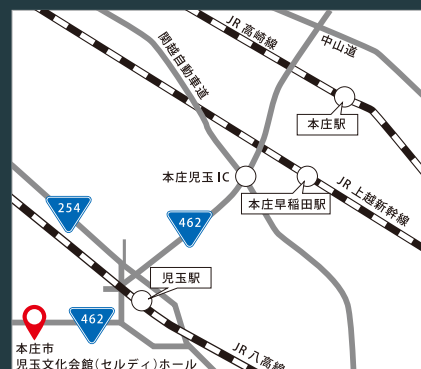 JR 高崎線
中山道
関越自動車道
本庄駅
本庄児玉IC
本庄早稲田駅
JR 上越新幹線
254
462
児玉駅
462
本庄市
児玉文化会館(セルディ)ホール
JR 八高線